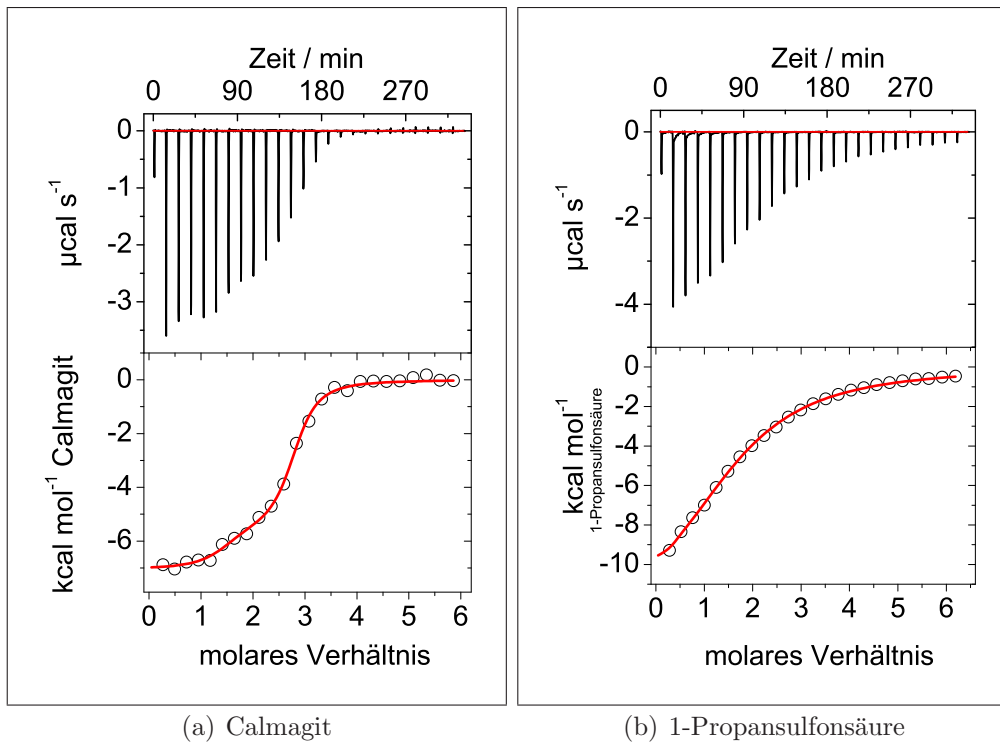 Zeit / min
0 90 180 270
0
-1
-2
-3
µcal s⁻¹
0
-2
-4
-6
kcal mol⁻¹ Calmagit
0 1 2 3 4 5 6
molares Verhältnis
(a) Calmagit
Zeit / min
0 90 180 270
0
-2
-4
µcal s⁻¹
0
-2
-4
-6
-8
-10
kcal mol⁻¹
1-Propansulfonsäure
0 1 2 3 4 5 6
molares Verhältnis
(b) 1-Propansulfonsäure